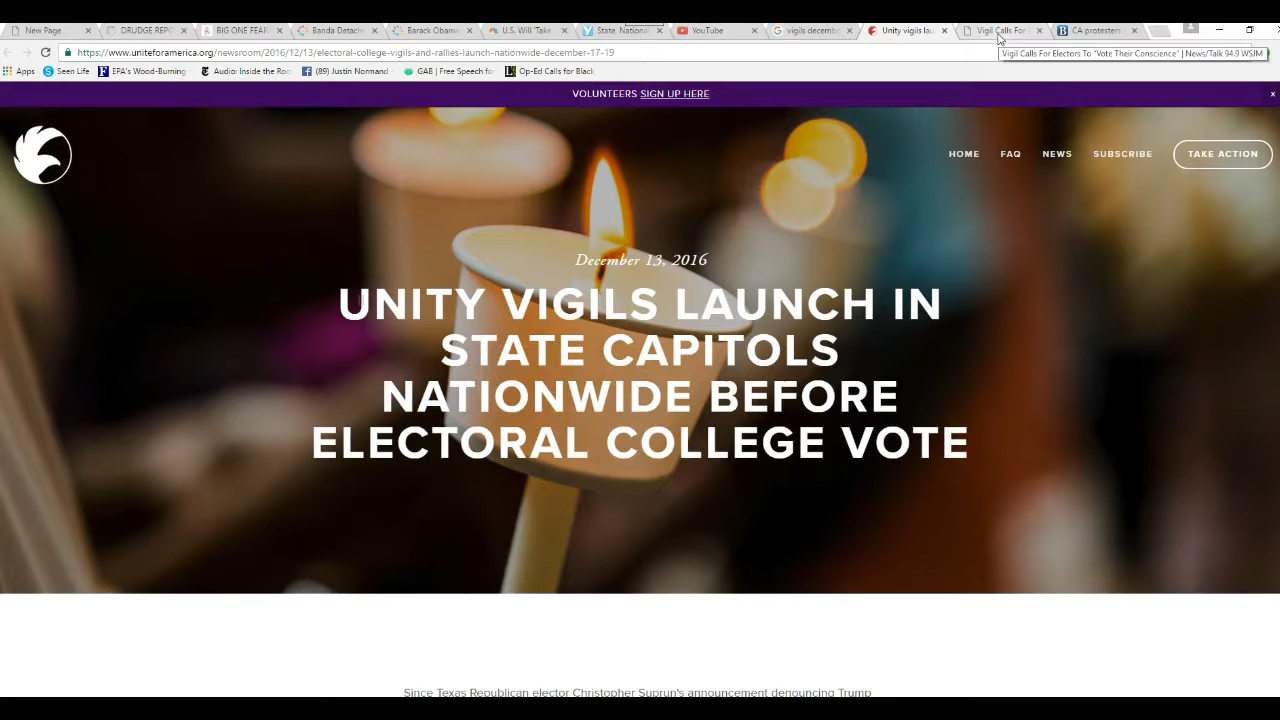 New Page
DRUDGE REPO
BIG ONE FEAR
Banda Detach
Barack Obama
U.S. Will 'Take
State, National
YouTube
vigils decemb
Unity vigils lau
Vigil Calls For
CA protesters
https://www.uniteforamerica.org/newsroom/2016/12/13/electoral-college-vigils-and-rallies-launch-nationwide-december-17-19
Vigil Calls For Electors To "Vote Their Conscience" | News/Talk 94.9 WSJM
Apps
Seen Life
EPA's Wood-Burning
Audio: Inside the Roo
(89) Justin Normand
GAB | Free Speech fo
Op-Ed Calls for Black
VOLUNTEERS SIGN UP HERE
x
HOME
FAQ
NEWS
SUBSCRIBE
TAKE ACTION
December 13, 2016
UNITY VIGILS LAUNCH IN
STATE CAPITOLS
NATIONWIDE BEFORE
ELECTORAL COLLEGE VOTE
Since Texas Republican elector Christopher Suprun's announcement denouncing Trump